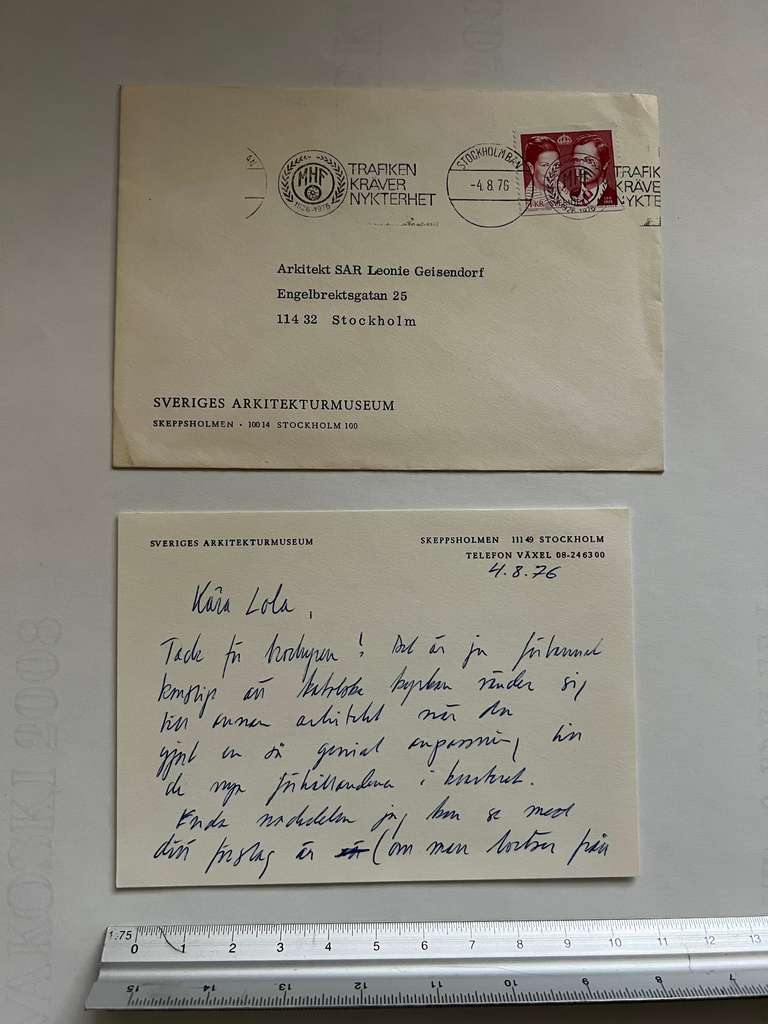 MHF
1926-1976
TRAFIKEN
KRÄVER
NYKTERHET
STOCKHOLM BAN
-4.8.76
TRAFIK
KRÄVE
NYKTE
Arkitekt SAR Leonie Geisendorf
Engelbrektsgatan 25
114 32 Stockholm
SVERIGES ARKITEKTURMUSEUM
SKEPPSHOLMEN · 100 14 STOCKHOLM 100
SVERIGES ARKITEKTURMUSEUM
SKEPPSHOLMEN 111 49 STOCKHOLM
TELEFON VÄXEL 08-24 63 00
4.8.76
Kära Lola,
Tack för broschyren! Det är ju förbannat
konstigt att katolska kyrkan vänder sig
till annan arkitekt när du
gjort en så genial anpassning till
de nya förhållandena i kvarteret.
Enda nackdelen jag kan se med
ditt förslag är (om man bortser från
1:75
0 1 2 3 4 5 6 7 8 9 10 11 12 13
15 14 13 12 11 10 9 8 7